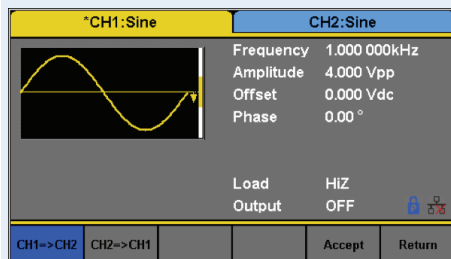 *CH1:Sine CH2:Sine
Frequency 1.000 000kHz
Amplitude 4.000 Vpp
Offset 0.000 Vdc
Phase 0.00 °
Load HiZ
Output OFF
CH1=>CH2 CH2=>CH1 Accept Return